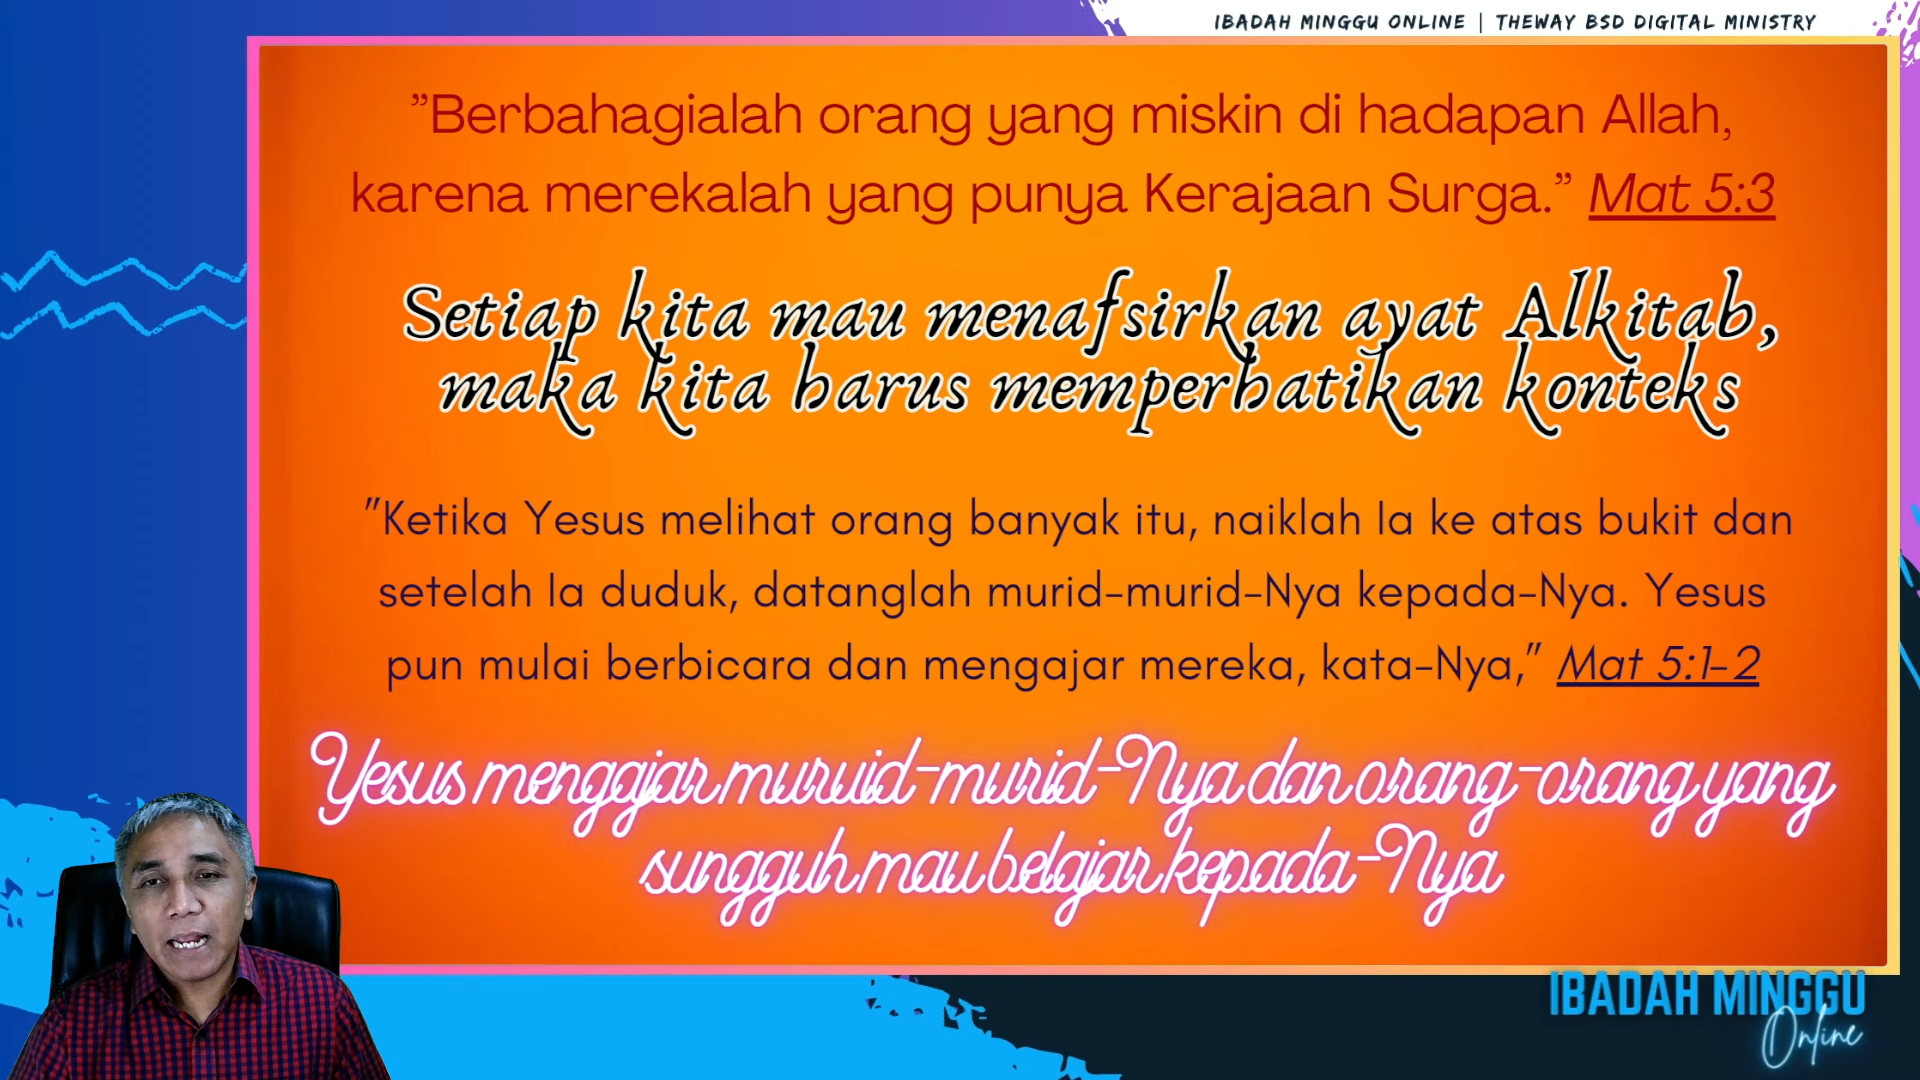 IBADAH MINGGU ONLINE | THEWAY BSD DIGITAL MINISTRY
”Berbahagialah orang yang miskin di hadapan Allah,
karena merekalah yang punya Kerajaan Surga.” Mat 5:3
Setiap kita mau menafsirkan ayat Alkitab,
maka kita harus memperhatikan konteks
"Ketika Yesus melihat orang banyak itu, naiklah Ia ke atas bukit dan
setelah Ia duduk, datanglah murid-murid-Nya kepada-Nya. Yesus
pun mulai berbicara dan mengajar mereka, kata-Nya," Mat 5:1-2
Yesus menggajar muruid-murid-Nya dan orang-orang yang
sungguh mau belajar kepada-Nya
IBADAH MINGGU
Online